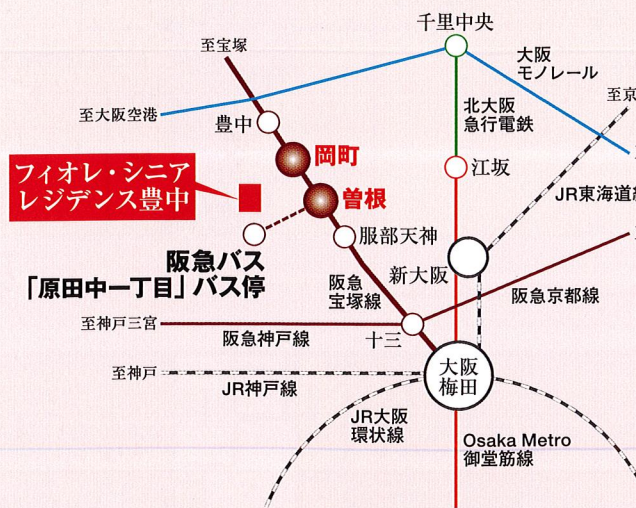 千里中央
至宝塚
大阪
モノレール
至大阪空港
豊中
北大阪
急行電鉄
至京
岡町
フィオレ・シニア
レジデンス豊中
江坂
曽根
JR東海道
服部天神
阪急バス
「原田中一丁目」バス停
新大阪
阪急
宝塚線
阪急京都線
至神戸三宮
阪急神戸線
十三
大阪
梅田
至神戸
JR神戸線
JR大阪
環状線
Osaka Metro
御堂筋線